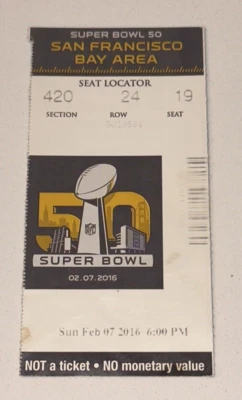 SUPER BOWL 50
SAN FRANCISCO
BAY AREA
SEAT LOCATOR
420 24 19
SECTION ROW SEAT
50
NFL
SUPER BOWL
02.07.2016
Sun Feb 07 2016 6:00 PM
NOT a ticket • NO monetary value